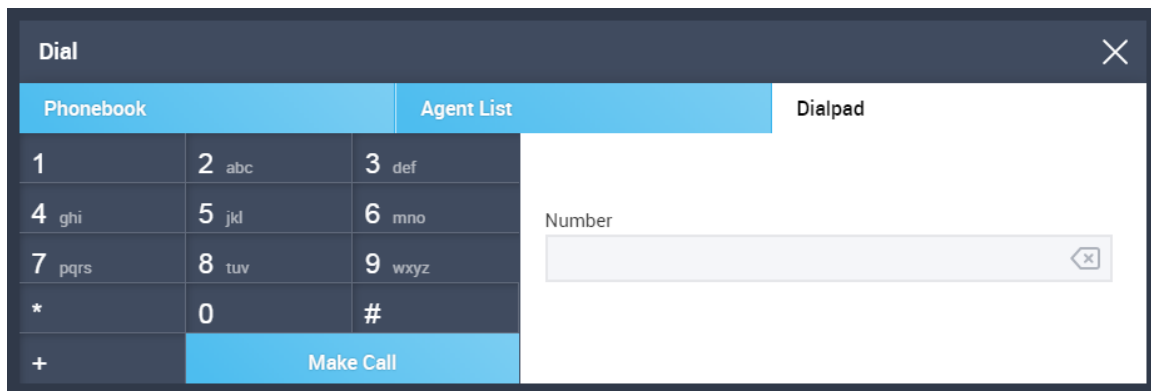 Dial
Phonebook Agent List Dialpad
1 2 abc 3 def
4 ghi 5 jkl 6 mno
7 pqrs 8 tuv 9 wxyz
* 0 #
+ Make Call
Number